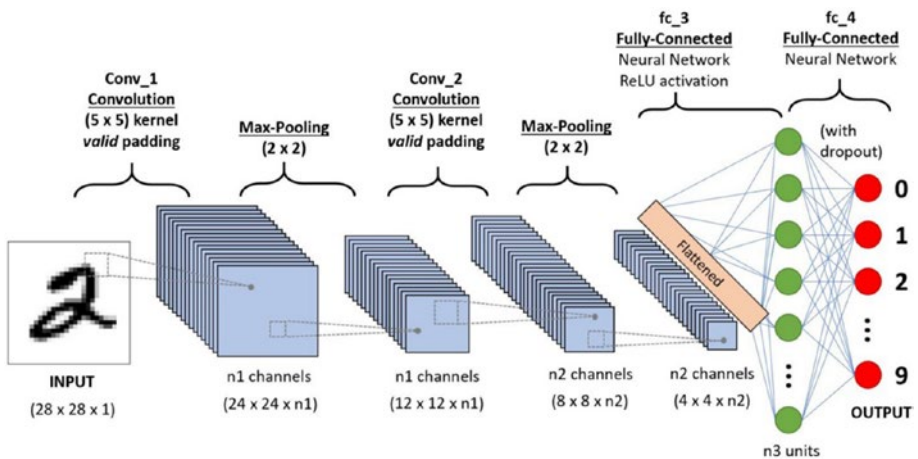 fc_3
Fully-Connected
Neural Network
ReLU activation
fc_4
Fully-Connected
Neural Network
Conv_1
Convolution
(5 x 5) kernel
valid padding
Max-Pooling
(2 x 2)
Conv_2
Convolution
(5 x 5) kernel
valid padding
Max-Pooling
(2 x 2)
(with
dropout)
Flattened
0
1
2
9
INPUT
(28 x 28 x 1)
n1 channels
(24 x 24 x n1)
n1 channels
(12 x 12 x n1)
n2 channels
(8 x 8 x n2)
n2 channels
(4 x 4 x n2)
OUTPUT
n3 units
2